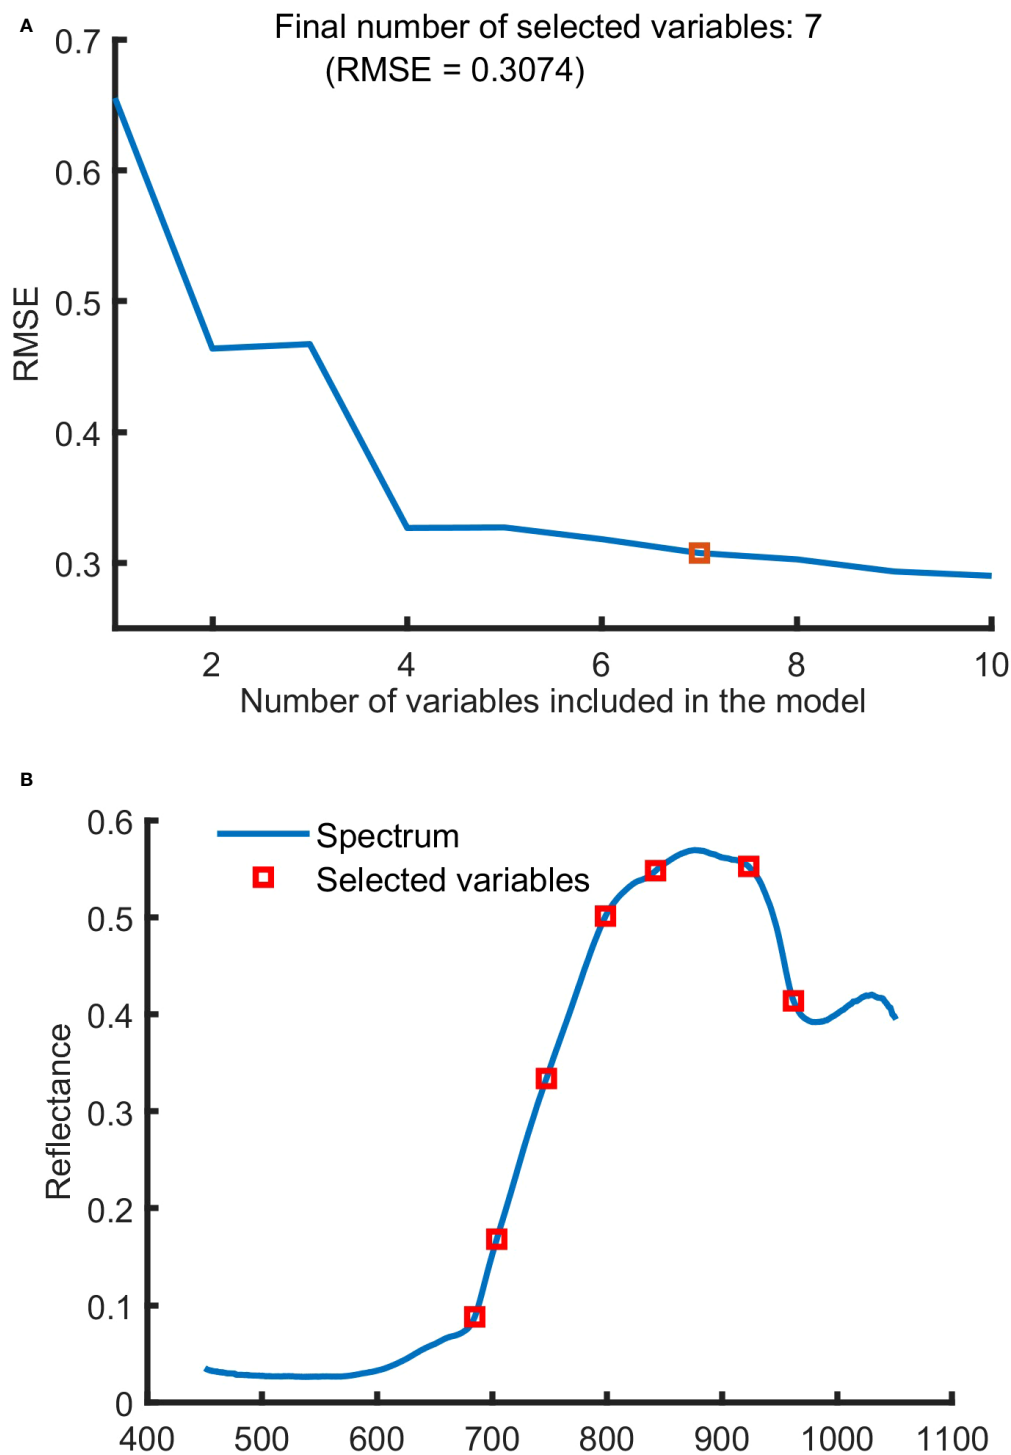 A
Final number of selected variables: 7
(RMSE = 0.3074)
0.7
0.6
0.5
0.4
0.3
RMSE
2 4 6 8 10
Number of variables included in the model
B
Spectrum
Selected variables
0.6
0.5
0.4
0.3
0.2
0.1
0
Reflectance
400 500 600 700 800 900 1000 1100